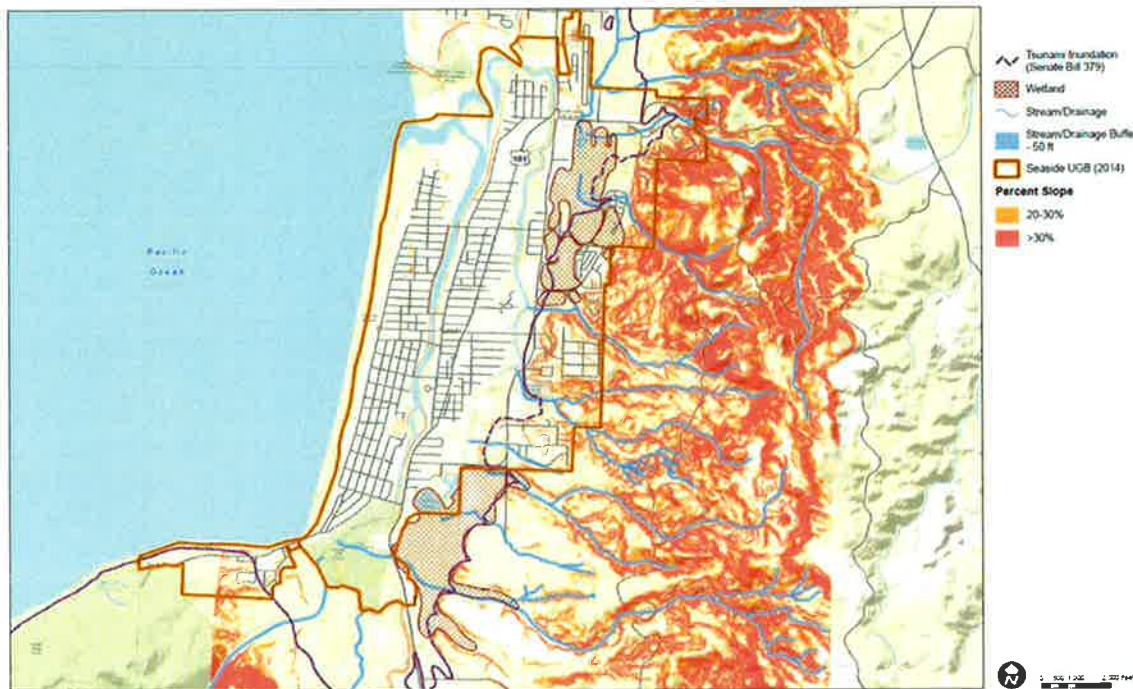 Tsunami Inundation
(Senate Bill 379)
Wetland
Stream/Drainage
Stream/Drainage Buffe
- 50 ft
Seaside UGB (2014)
Percent Slope
20-30%
>30%
101
Pacific
Ocean
N